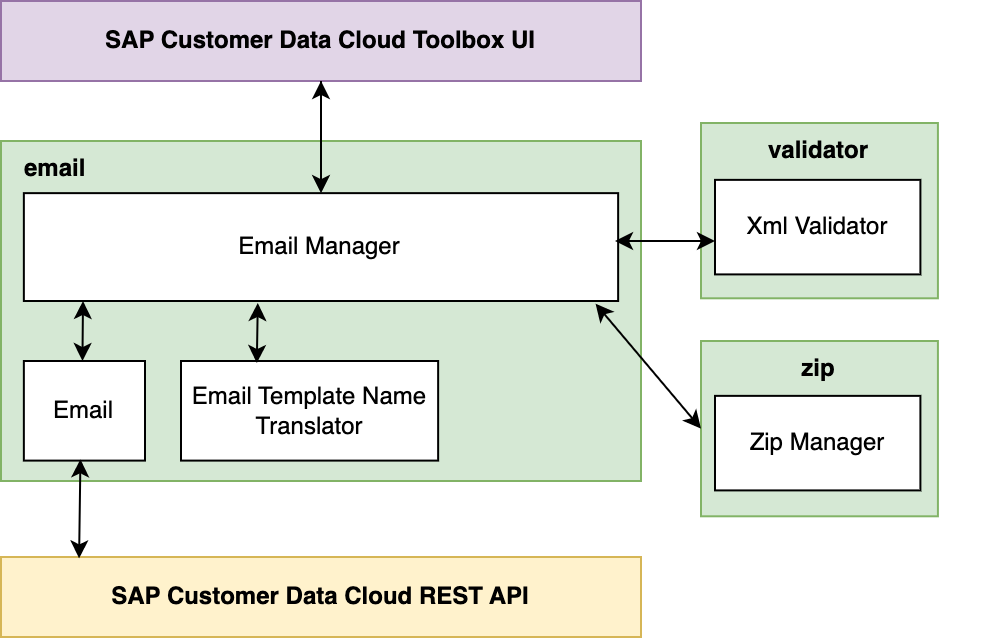 SAP Customer Data Cloud Toolbox UI
email
Email Manager
validator
Xml Validator
Email
Email Template Name
Translator
zip
Zip Manager
SAP Customer Data Cloud REST API